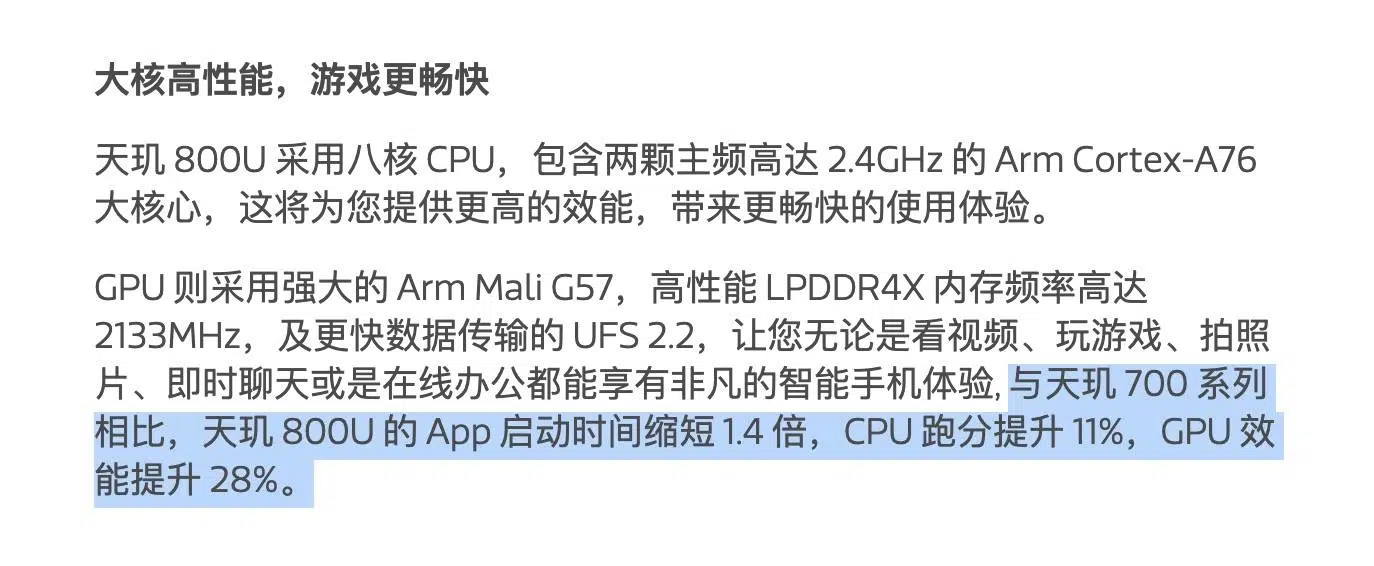 大核高性能，游戏更畅快
天玑 800U 采用八核 CPU，包含两颗主频高达 2.4GHz 的 Arm Cortex-A76
大核心，这将为您提供更高的效能，带来更畅快的使用体验。
GPU 则采用强大的 Arm Mali G57，高性能 LPDDR4X 内存频率高达
2133MHz，及更快数据传输的 UFS 2.2，让您无论是看视频、玩游戏、拍照
片、即时聊天或是在线办公都能享有非凡的智能手机体验, 与天玑 700 系列
相比，天玑 800U 的 App 启动时间缩短 1.4 倍，CPU 跑分提升 11%，GPU 效
能提升 28%。